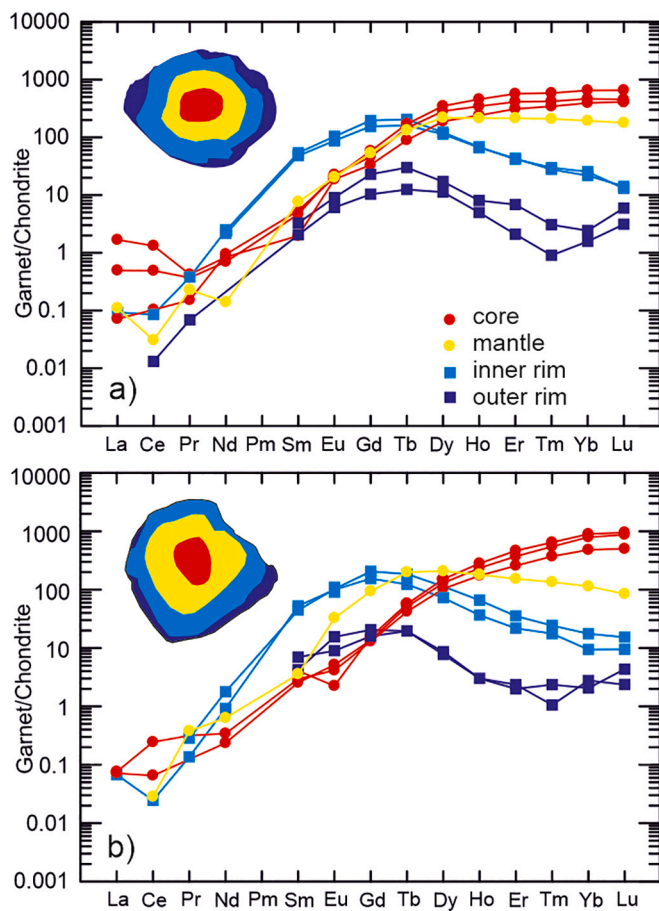 10000
1000
100
10
1
0.1
0.01
0.001
Garnet/Chondrite
core
mantle
inner rim
outer rim
a)
La Ce Pr Nd Pm Sm Eu Gd Tb Dy Ho Er Tm Yb Lu
10000
1000
100
10
1
0.1
0.01
0.001
Garnet/Chondrite
b)
La Ce Pr Nd Pm Sm Eu Gd Tb Dy Ho Er Tm Yb Lu